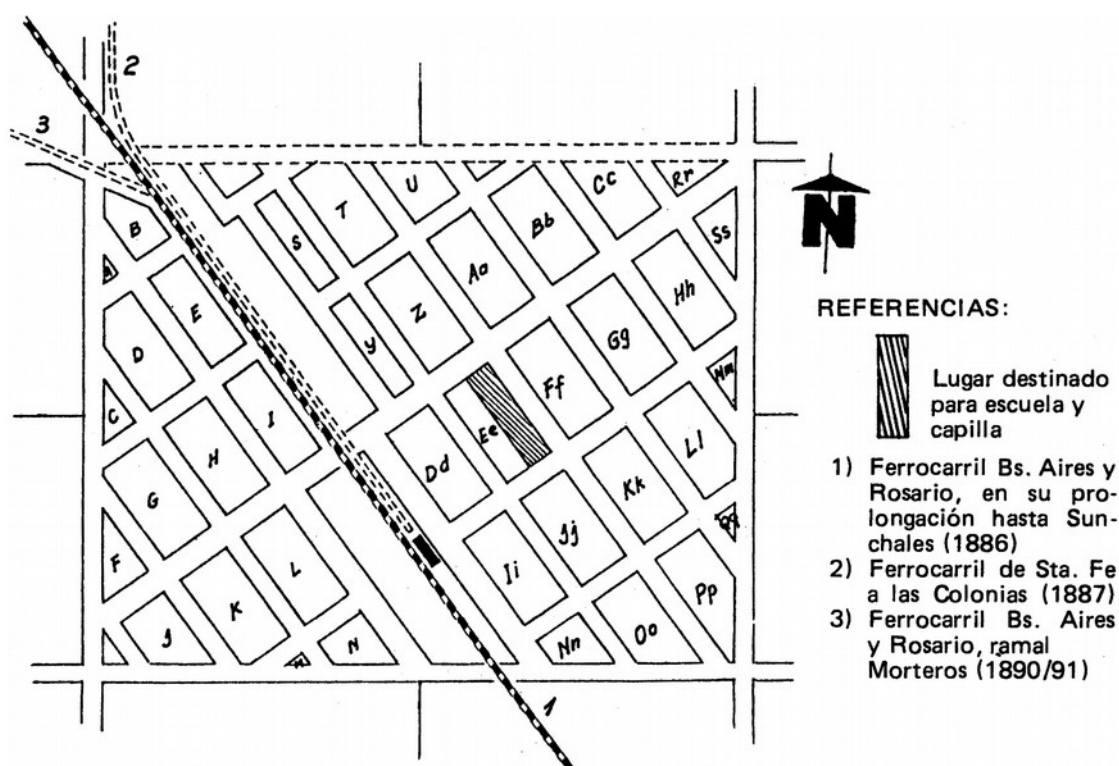 2
3
B
S
T
U
Bb
Cc
Rr
Ss
D
E
y
Z
Aa
Gg
Hh
C
G
H
I
Dd
Ee
Ff
Ll
Mm
F
J
K
L
N
Ii
Jj
Kk
Nn
Oo
Pp
1
N
REFERENCIAS:
Lugar destinado
para escuela y
capilla
1) Ferrocarril Bs. Aires y
Rosario, en su pro-
longación hasta Sun-
chales (1886)
2) Ferrocarril de Sta. Fe
a las Colonias (1887)
3) Ferrocarril Bs. Aires
y Rosario, ramal
Morteros (1890/91)